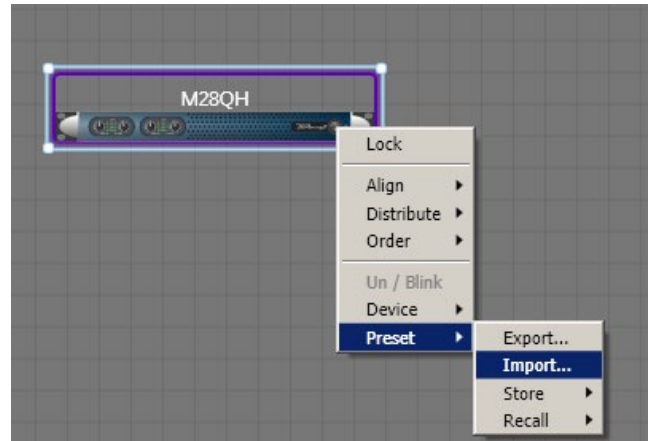 M28QH
Lock
Align
Distribute
Order
Un / Blink
Device
Preset
Export...
Import...
Store
Recall